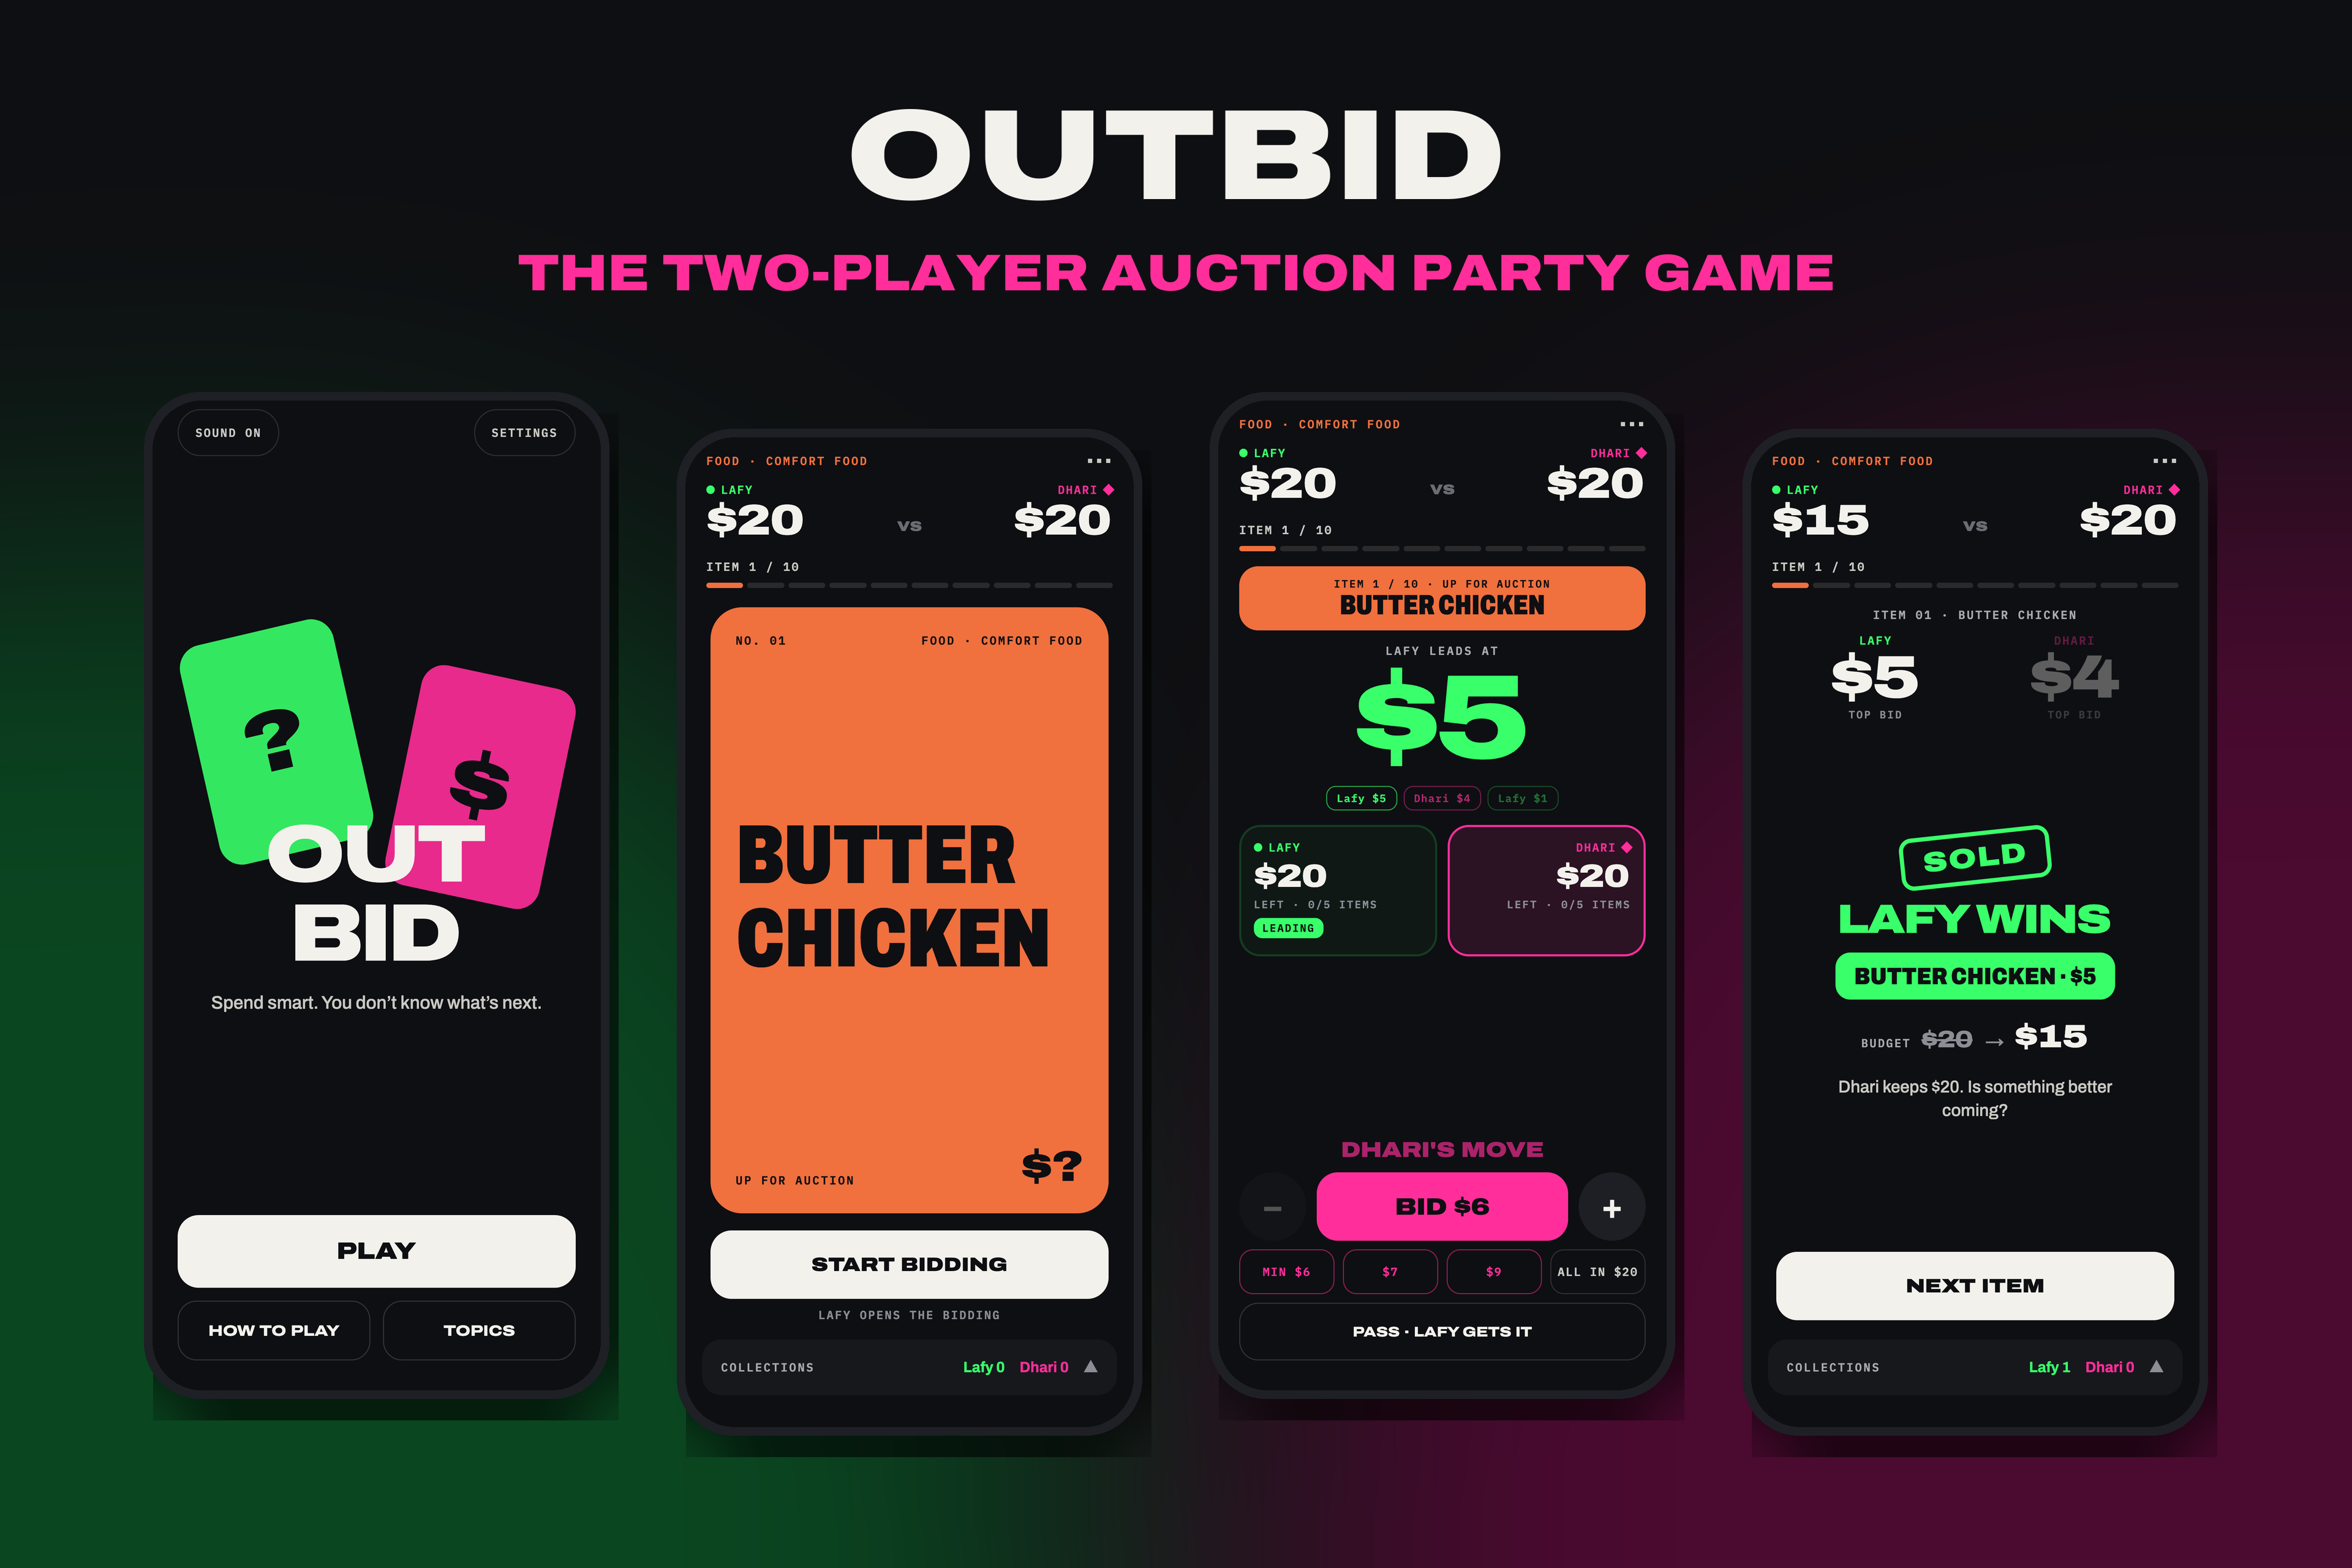 OUTBID
THE TWO-PLAYER AUCTION PARTY GAME
SOUND ON
SETTINGS
?
$
OUT
BID
Spend smart. You don't know what's next.
PLAY
HOW TO PLAY
TOPICS
FOOD · COMFORT FOOD
LAFY
DHARI
$20
VS
$20
ITEM 1 / 10
NO. 01
FOOD · COMFORT FOOD
BUTTER
CHICKEN
UP FOR AUCTION
$?
START BIDDING
LAFY OPENS THE BIDDING
COLLECTIONS
Lafy 0
Dhari 0
FOOD · COMFORT FOOD
LAFY
DHARI
$20
VS
$20
ITEM 1 / 10
ITEM 1 / 10 · UP FOR AUCTION
BUTTER CHICKEN
LAFY LEADS AT
$5
Lafy $5
Dhari $4
Lafy $1
LAFY
$20
LEFT · 0/5 ITEMS
LEADING
DHARI
$20
LEFT · 0/5 ITEMS
DHARI'S MOVE
−
BID $6
+
MIN $6
$7
$9
ALL IN $20
PASS · LAFY GETS IT
FOOD · COMFORT FOOD
LAFY
DHARI
$15
VS
$20
ITEM 1 / 10
ITEM 01 · BUTTER CHICKEN
LAFY
$5
TOP BID
DHARI
$4
TOP BID
SOLD
LAFY WINS
BUTTER CHICKEN · $5
BUDGET $20 → $15
Dhari keeps $20. Is something better
coming?
NEXT ITEM
COLLECTIONS
Lafy 1
Dhari 0